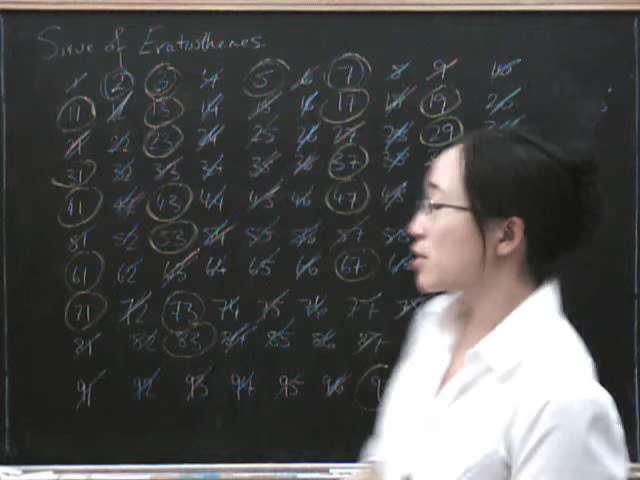 Sieve of Eratosthenes
1 2 3 4 5 6 7 8 9 10
11 12 13 14 15 16 17 18 19 20
21 22 23 24 25 26 27 28 29
31 32 33 34 35 36 37 38
41 42 43 44 45 46 47 48
51 52 53 54 55 56 57 58
61 62 63 64 65 66 67
71 72 73 74 75 76 77 78
81 82 83 84 85 86 87
91 92 93 94 95 96